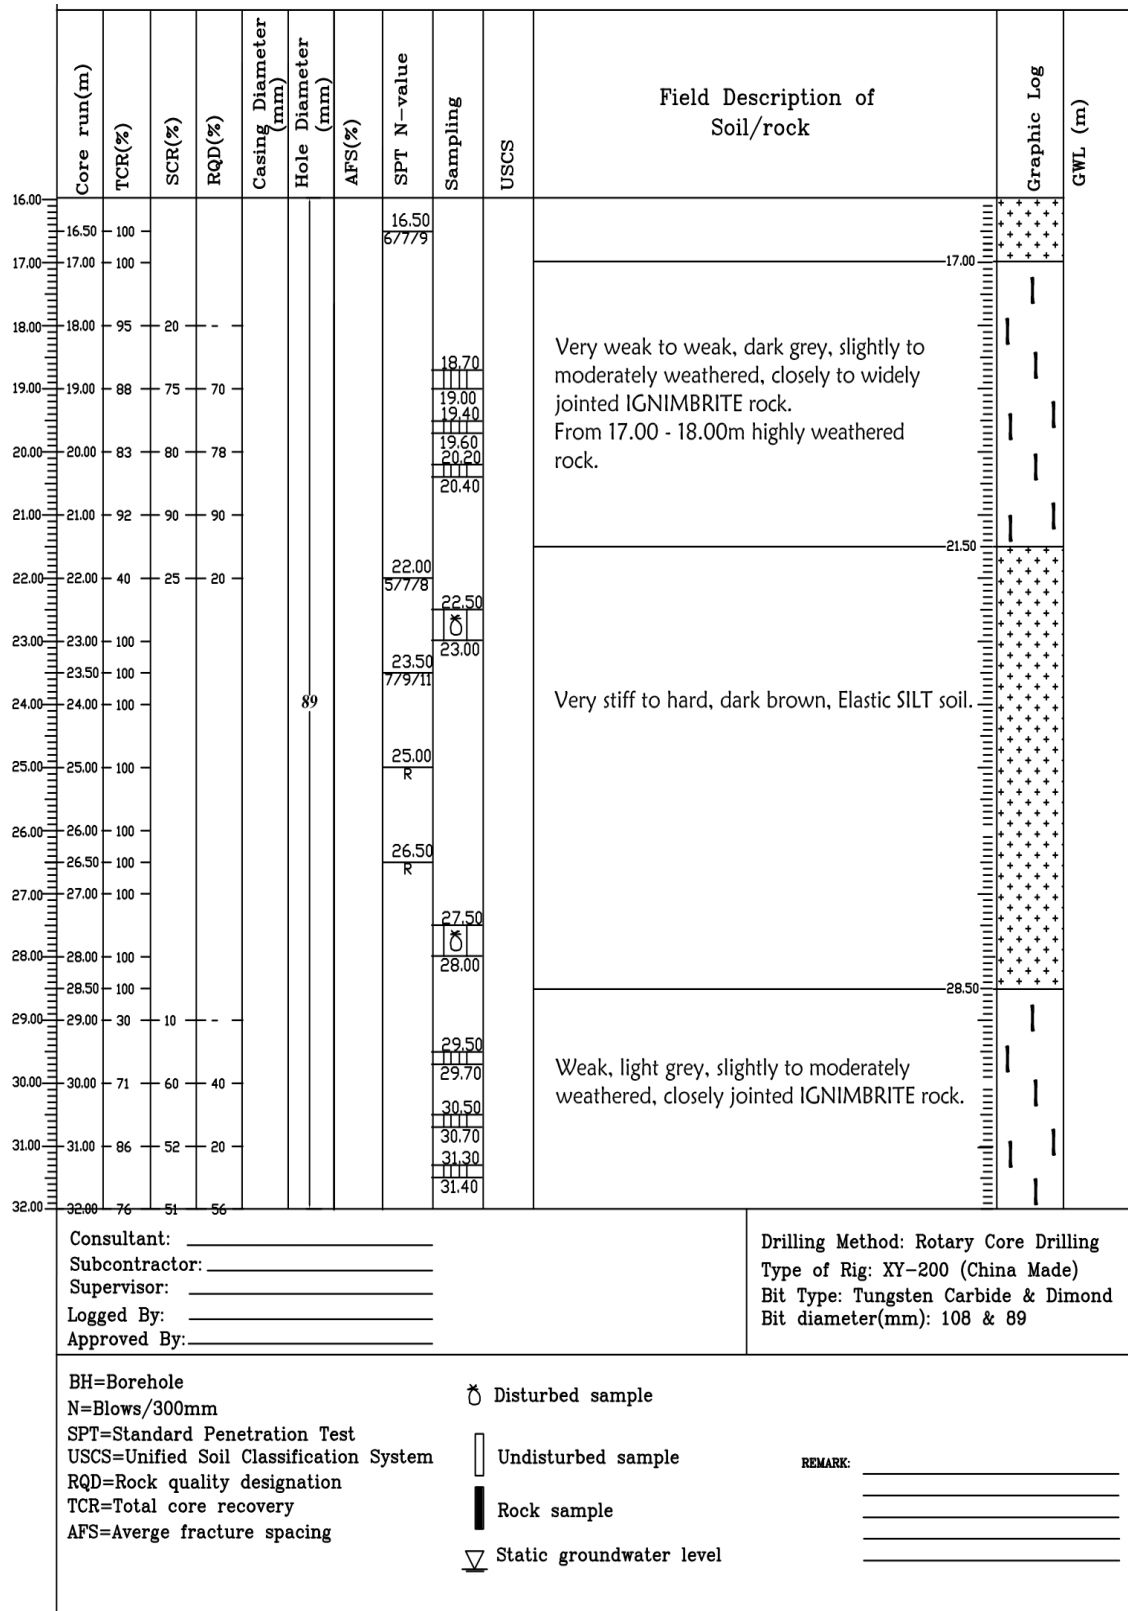 Core run(m)
TCR(%)
SCR(%)
RQD(%)
Casing Diameter (mm)
Hole Diameter (mm)
AFS(%)
SPT N-value
Sampling
USCS
Field Description of
Soil/rock
Graphic Log
GWL (m)
16.00
16.50
16.50 100
6/7/9
17.00 17.00 100 17.00
18.00 18.00 95 20 -
Very weak to weak, dark grey, slightly to
18.70
moderately weathered, closely to widely
19.00 19.00 88 75 70
19.00
jointed IGNIMBRITE rock.
19.40
From 17.00 - 18.00m highly weathered
19.60
20.00 20.00 83 80 78
20.20
rock.
20.40
21.00 21.00 92 90 90
21.50
22.00
22.00 22.00 40 25 20
5/7/8
22.50
23.00 23.00 100
23.00
23.50
23.50 100
7/9/11
24.00 24.00 100 89 Very stiff to hard, dark brown, Elastic SILT soil.
25.00
25.00 25.00 100
R
26.00 26.00 100
26.50
26.50 100
R
27.00 27.00 100
27.50
28.00 28.00 100
28.00
28.50 100 28.50
29.00 29.00 30 10 -
29.50
Weak, light grey, slightly to moderately
29.70
30.00 30.00 71 60 40
weathered, closely jointed IGNIMBRITE rock.
30.50
30.70
31.00 31.00 86 52 20
31.30
31.40
32.00 32.00 76 51 56
Consultant:
Subcontractor:
Supervisor:
Logged By:
Approved By:
Drilling Method: Rotary Core Drilling
Type of Rig: XY-200 (China Made)
Bit Type: Tungsten Carbide & Dimond
Bit diameter(mm): 108 & 89
BH=Borehole
N=Blows/300mm
SPT=Standard Penetration Test
USCS=Unified Soil Classification System
RQD=Rock quality designation
TCR=Total core recovery
AFS=Averge fracture spacing
Disturbed sample
Undisturbed sample
Rock sample
Static groundwater level
REMARK: